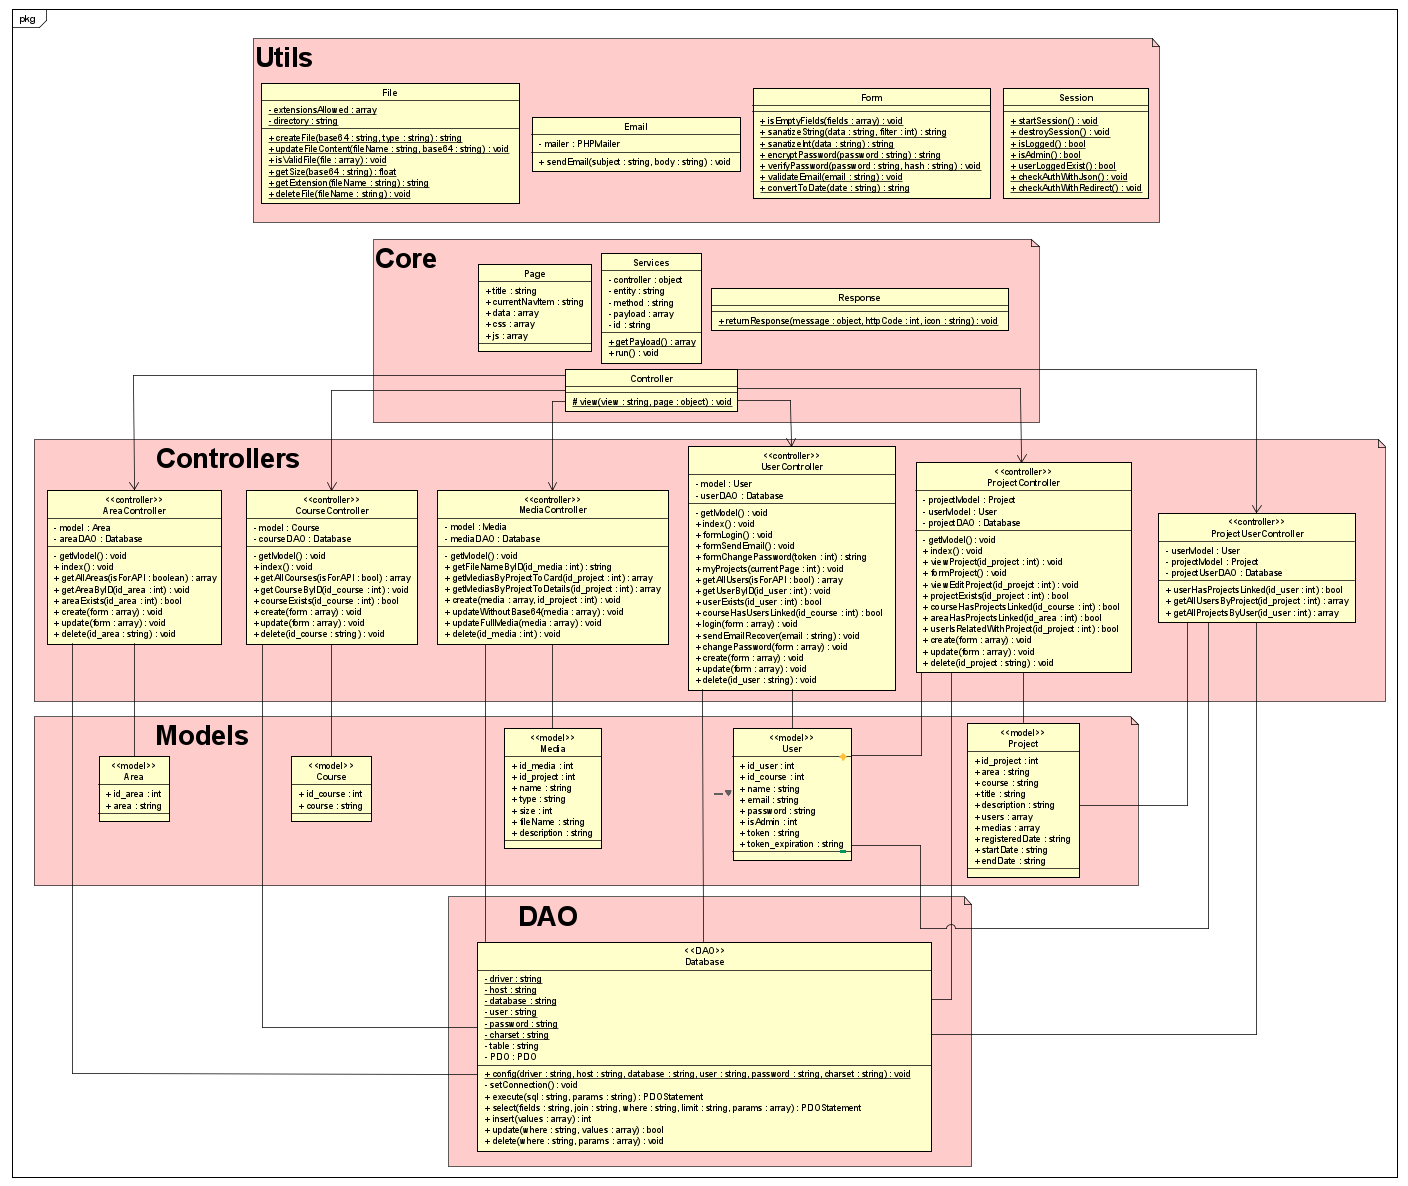 pkg
Utils
File
- extensionsAllowed : array
- directory : string
+ createFile(base64 : string, type : string) : string
+ updateFileContent(fileName : string, base64 : string) : void
+ isValidFile(file : array) : void
+ getSize(base64 : string) : float
+ getExtension(fileName : string) : string
+ deleteFile(fileName : string) : void
Email
- mailer : PHPMailer
+ sendEmail(subject : string, body : string) : void
Form
+ isEmptyFields(fields : array) : void
+ sanatizeString(data : string, filter : int) : string
+ sanatizeInt(data : string) : string
+ encryptPassword(password : string) : string
+ verifyPassword(password : string, hash : string) : void
+ validateEmail(email : string) : void
+ convertToDate(date : string) : string
Session
+ startSession() : void
+ destroySession() : void
+ isLogged() : bool
+ isAdmin() : bool
+ userLoggedExist() : bool
+ checkAuthWithJson() : void
+ checkAuthWithRedirect() : void
Core
Page
+ title : string
+ currentNavItem : string
+ data : array
+ css : array
+ js : array
Services
- controller : object
- entity : string
- method : string
- payload : array
- id : string
+ getPayload() : array
+ run() : void
Response
+ returnResponse(message : object, httpCode : int, icon : string) : void
Controller
# view(view : string, page : object) : void
Controllers
<<controller>>
AreaController
- model : Area
- areaDAO : Database
- getModel() : void
+ index() : void
+ getAllAreas(isForAPI : boolean) : array
+ getAreaByID(id_area : int) : void
+ areaExists(id_area : int) : bool
+ create(form : array) : void
+ update(form : array) : void
+ delete(id_area : string) : void
<<controller>>
CourseController
- model : Course
- courseDAO : Database
- getModel() : void
+ index() : void
+ getAllCourses(isForAPI : bool) : array
+ getCourseByID(id_course : int) : void
+ courseExists(id_course : int) : bool
+ create(form : array) : void
+ update(form : array) : void
+ delete(id_course : string) : void
<<controller>>
MediaController
- model : Media
- mediaDAO : Database
- getModel() : void
+ getFileNameByID(id_media : int) : string
+ getMediasByProjectToCard(id_project : int) : array
+ getMediasByProjectToDetails(id_project : int) : array
+ create(media : array, id_project : int) : void
+ updateWithoutBase64(media : array) : void
+ updateFullMedia(media : array) : void
+ delete(id_media : int) : void
<<controller>>
UserController
- model : User
- userDAO : Database
- getModel() : void
+ index() : void
+ formLogin() : void
+ formSendEmail() : void
+ formChangePassword(token : int) : string
+ myProjects(currentPage : int) : void
+ getAllUsers(isForAPI : bool) : array
+ getUserByID(id_user : int) : void
+ userExists(id_user : int) : bool
+ courseHasUsersLinked(id_course : int) : bool
+ login(form : array) : void
+ sendEmailRecover(email : string) : void
+ changePassword(form : array) : void
+ create(form : array) : void
+ update(form : array) : void
+ delete(id_user : string) : void
<<controller>>
ProjectController
- projectModel : Project
- userModel : User
- projectDAO : Database
- getModel() : void
+ index() : void
+ viewProject(id_project : int) : void
+ formProject() : void
+ viewEditProject(id_project : int) : void
+ projectExists(id_project : int) : bool
+ courseHasProjectsLinked(id_course : int) : bool
+ areaHasProjectsLinked(id_area : int) : bool
+ userIsRelatedWithProject(id_project : int) : bool
+ create(form : array) : void
+ update(form : array) : void
+ delete(id_project : string) : void
<<controller>>
ProjectUserController
- userModel : User
- projectModel : Project
- projectUserDAO : Database
+ userHasProjectsLinked(id_user : int) : bool
+ getAllUsersByProject(id_project : int) : array
+ getAllProjectsByUser(id_user : int) : array
Models
<<model>>
Area
+ id_area : int
+ area : string
<<model>>
Course
+ id_course : int
+ course : string
<<model>>
Media
+ id_media : int
+ id_project : int
+ name : string
+ type : string
+ size : int
+ fileName : string
+ description : string
<<model>>
User
+ id_user : int
+ id_course : int
+ name : string
+ email : string
+ password : string
+ isAdmin : int
+ token : string
+ token_expiration : string
<<model>>
Project
+ id_project : int
+ area : string
+ course : string
+ title : string
+ description : string
+ users : array
+ medias : array
+ registeredDate : string
+ startDate : string
+ endDate : string
DAO
<<DAO>>
Database
- driver : string
- host : string
- database : string
- user : string
- password : string
- charset : string
- table : string
- PDO : PDO
+ config(driver : string, host : string, database : string, user : string, password : string, charset : string) : void
- setConnection() : void
+ execute(sql : string, params : string) : PDOStatement
+ select(fields : string, join : string, where : string, limit : string, params : array) : PDOStatement
+ insert(values : array) : int
+ update(where : string, values : array) : bool
+ delete(where : string, params : array) : void